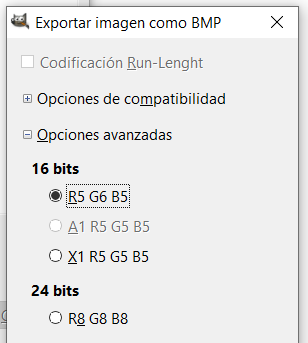 Exportar imagen como BMP
Codificación Run-Lenght
Opciones de compatibilidad
Opciones avanzadas
16 bits
R5 G6 B5
A1 R5 G5 B5
X1 R5 G5 B5
24 bits
R8 G8 B8